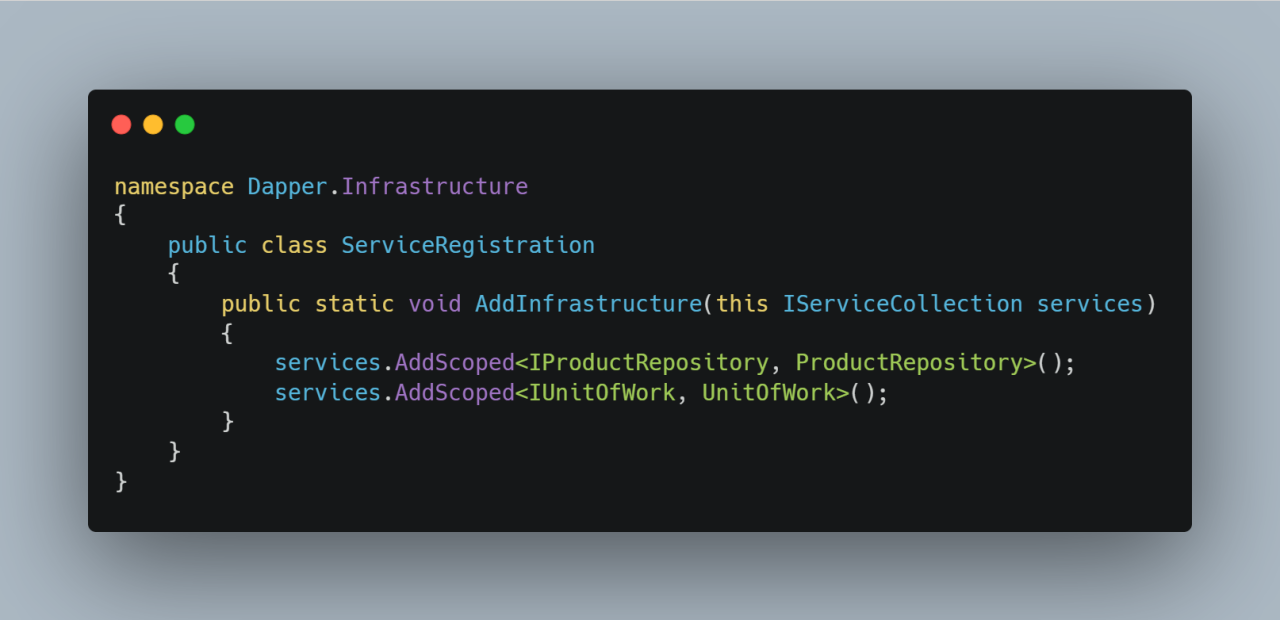 namespace Dapper.Infrastructure
{
    public class ServiceRegistration
    {
        public static void AddInfrastructure(this IServiceCollection services)
        {
            services.AddScoped<IProductRepository, ProductRepository>();
            services.AddScoped<IUnitOfWork, UnitOfWork>();
        }
    }
}